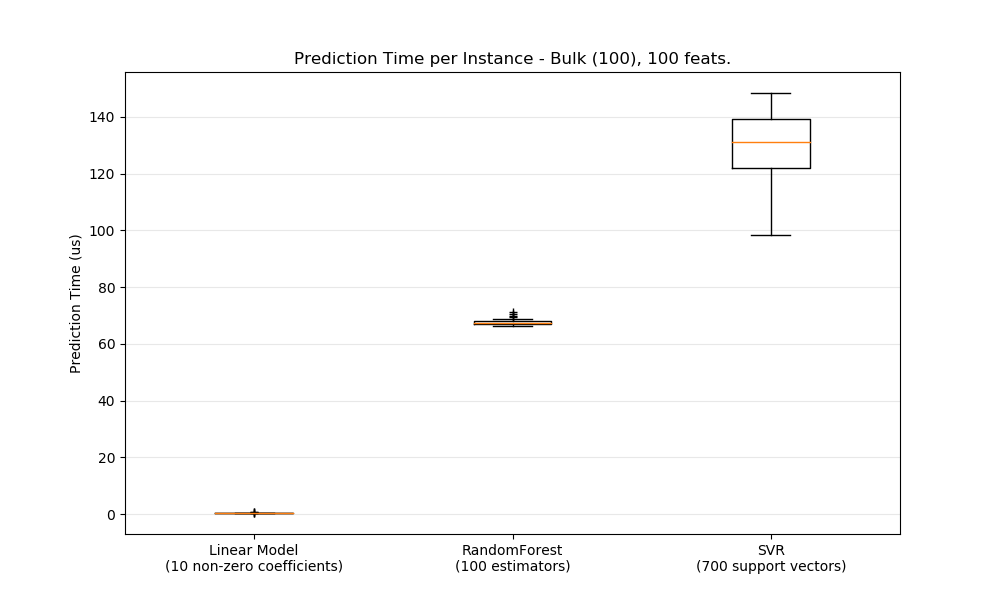 Prediction Time per Instance - Bulk (100), 100 feats.
Prediction Time (us)
140
120
100
80
60
40
20
0
Linear Model
(10 non-zero coefficients)
RandomForest
(100 estimators)
SVR
(700 support vectors)